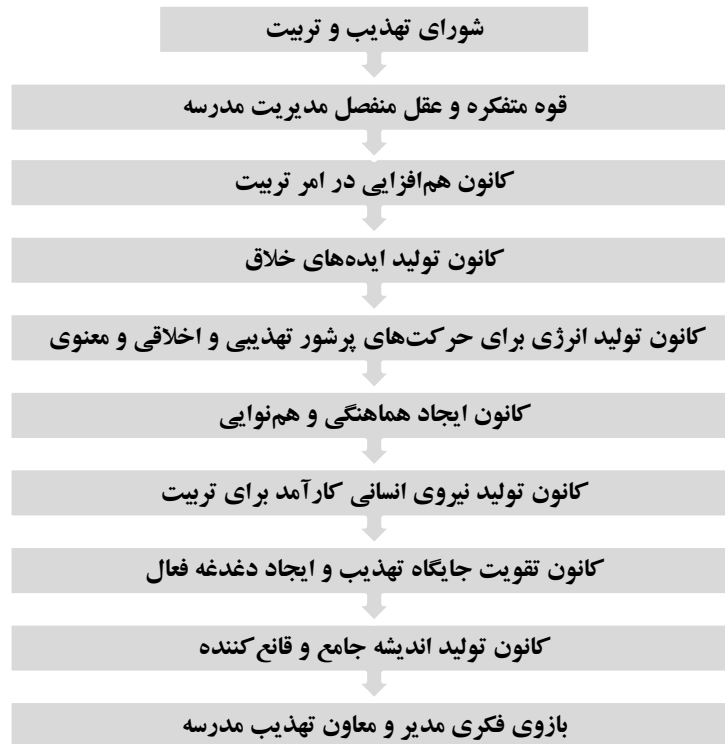 شورای تهذیب و تربیت
قوه متفکره و عقل منفصل مدیریت مدرسه
کانون هم‌افزایی در امر تربیت
کانون تولید ایده‌های خلاق
کانون تولید انرژی برای حرکت‌های پرشور تهذیبی و اخلاقی و معنوی
کانون ایجاد هماهنگی و هم‌نوایی
کانون تولید نیروی انسانی کارآمد برای تربیت
کانون تقویت جایگاه تهذیب و ایجاد دغدغه فعال
کانون تولید اندیشه جامع و قانع‌کننده
بازوی فکری مدیر و معاون تهذیب مدرسه